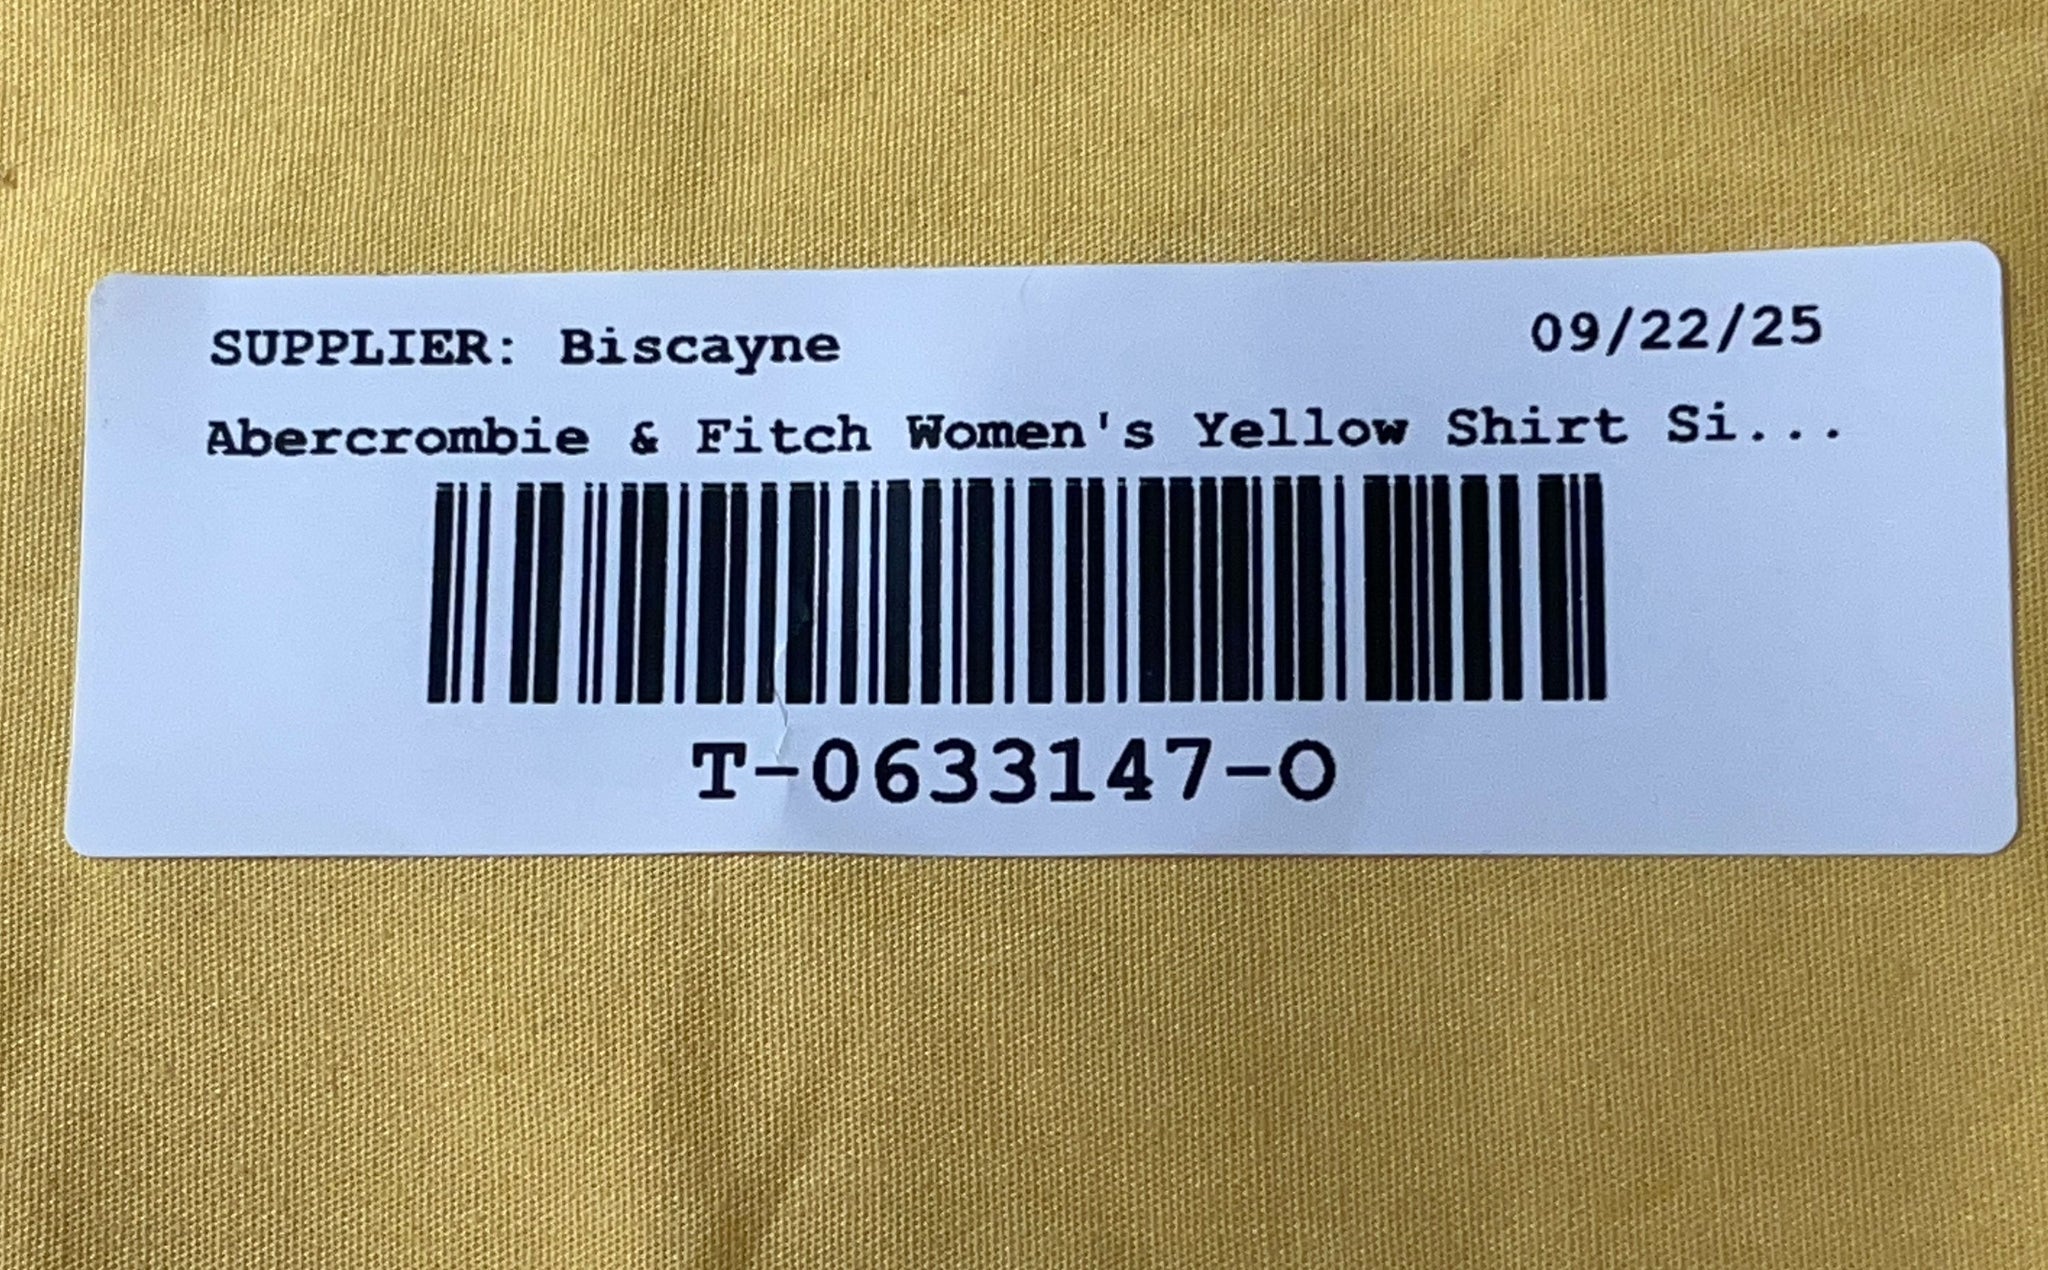 SUPPLIER: Biscayne 09/22/25
Abercrombie & Fitch Women's Yellow Shirt Si...
T-0633147-O